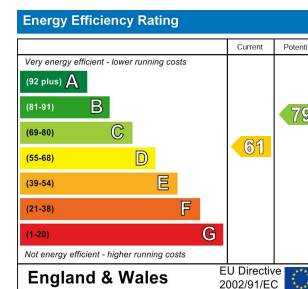 Energy Efficiency Rating
Current Potenti
Very energy efficient - lower running costs
(92 plus) A
(81-91) B
79
(69-80) C
(55-68) D
61
(39-54) E
(21-38) F
(1-20) G
Not energy efficient - higher running costs
England & Wales
EU Directive
2002/91/EC